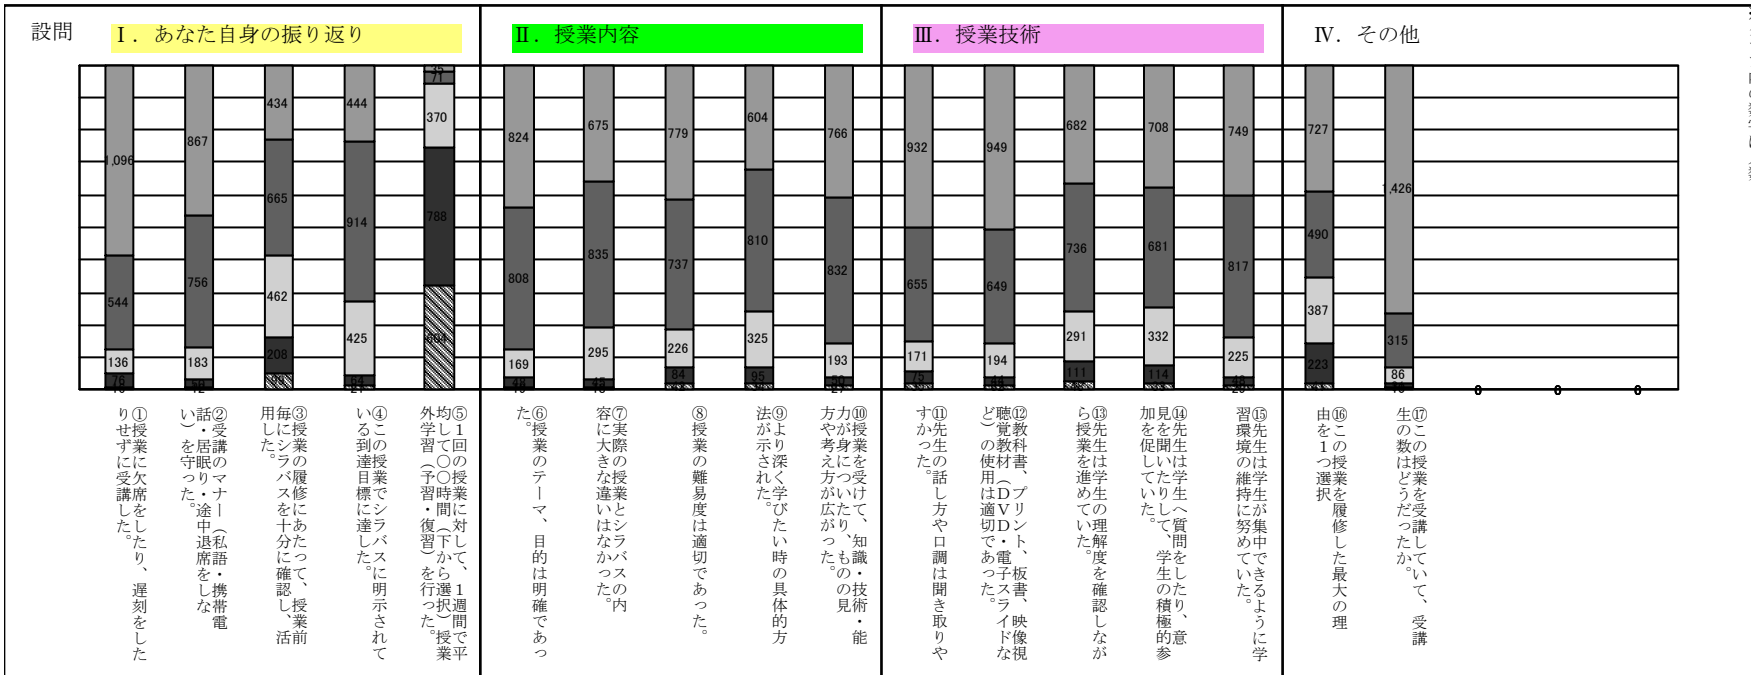 設問
Ⅰ．あなた自身の振り返り
Ⅱ．授業内容
Ⅲ．授業技術
Ⅳ．その他
1,096
544
136
76
867
756
183
434
665
462
208
99
444
914
425
64
71
370
788
604
824
808
169
675
835
295
779
737
226
84
604
810
325
95
766
832
193
50
932
655
171
75
949
649
194
44
682
736
291
111
708
681
332
114
749
817
225
48
727
490
387
223
1,426
315
86
0
0
0
①授業に欠席をしたり、遅刻をした
りせずに受講した。
②受講のマナー（私語・携帯電
話・居眠り・途中退席をしな
い）を守った。
③授業の履修にあたって、授業前
毎にシラバスを十分に確認し、活
用した。
④この授業でシラバスに明示されて
いる到達目標に達した。
⑤１回の授業に対して、１週間で平
均して〇〇時間（下から選択）授業
外学習（予習・復習）を行った。
⑥授業のテーマ、目的は明確であっ
た。
⑦実際の授業とシラバスの内
容に大きな違いはなかった。
⑧授業の難易度は適切であった。
⑨より深く学びたい時の具体的方
法が示された。
⑩授業を受けて、知識・技術・能
力が身についたり、ものの見
方や考え方が広がった。
⑪先生の話し方や口調は聞き取りや
すかった。
⑫教科書、プリント、板書、映像視
聴覚教材（ＤＶＤ・電子スライドな
ど）の使用は適切であった。
⑬先生は学生の理解度を確認しなが
ら授業を進めていた。
⑭先生は学生へ質問をしたり、意
見を聞いたりして、学生の積極的参
加を促していた。
⑮先生は学生が集中できるように学
習環境の維持に努めていた。
⑯この授業を履修した最大の理
由を１つ選択
⑰この授業を受講していて、受講
生の数はどうだったか。